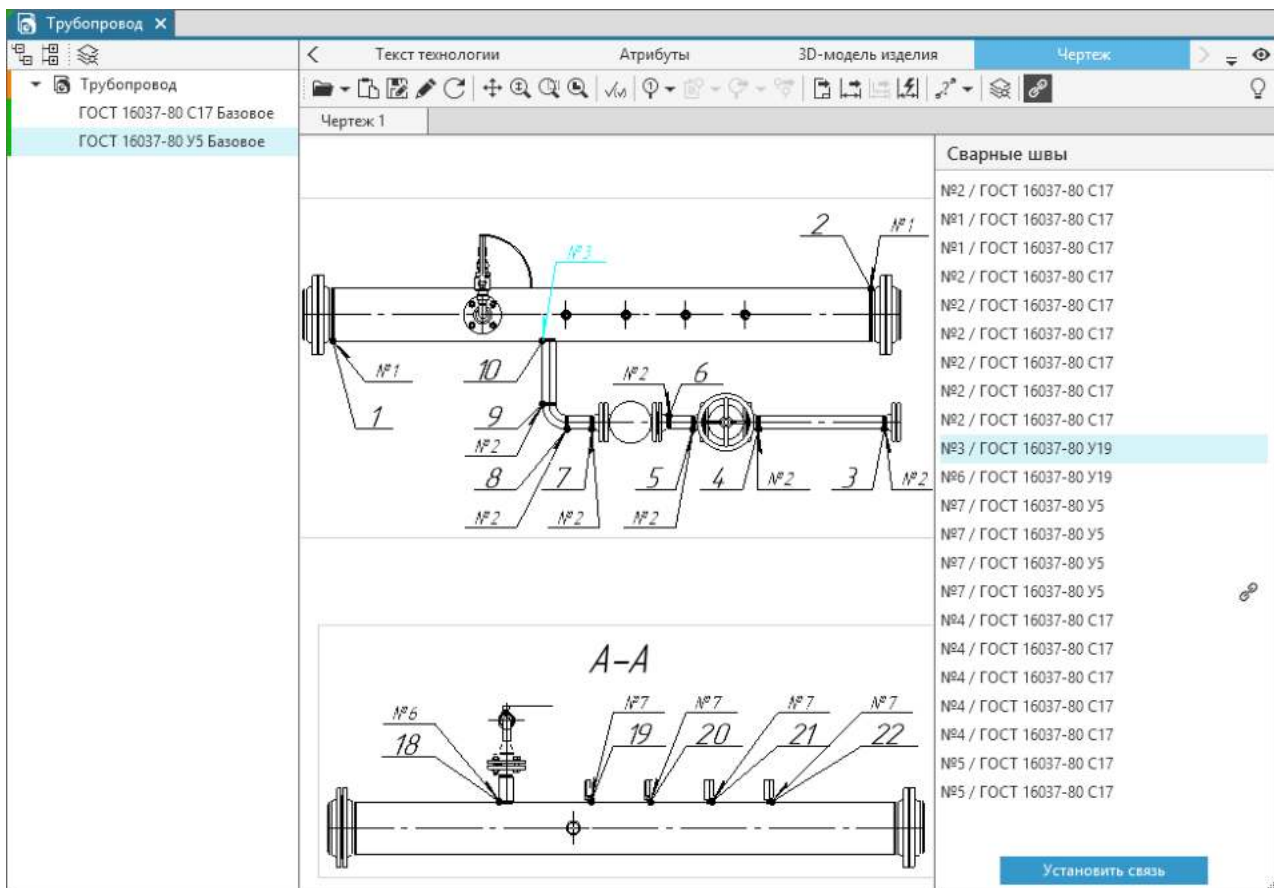 Трубопровод ×
Текст технологии
Атрибуты
3D-модель изделия
Чертеж
Трубопровод
ГОСТ 16037-80 С17 Базовое
ГОСТ 16037-80 У5 Базовое
Чертеж 1
Сварные швы
№2 / ГОСТ 16037-80 С17
№1 / ГОСТ 16037-80 С17
№1 / ГОСТ 16037-80 С17
№2 / ГОСТ 16037-80 С17
№2 / ГОСТ 16037-80 С17
№2 / ГОСТ 16037-80 С17
№2 / ГОСТ 16037-80 С17
№2 / ГОСТ 16037-80 С17
№2 / ГОСТ 16037-80 С17
№3 / ГОСТ 16037-80 У19
№6 / ГОСТ 16037-80 У19
№7 / ГОСТ 16037-80 У5
№7 / ГОСТ 16037-80 У5
№7 / ГОСТ 16037-80 У5
№7 / ГОСТ 16037-80 У5
№4 / ГОСТ 16037-80 С17
№4 / ГОСТ 16037-80 С17
№4 / ГОСТ 16037-80 С17
№4 / ГОСТ 16037-80 С17
№4 / ГОСТ 16037-80 С17
№5 / ГОСТ 16037-80 С17
№5 / ГОСТ 16037-80 С17
Установить связь
2 №1
№3
№1 10 №2 6
1 9
№2 8 7 5 4 №2 3 №2
№2 №2 №2
А-А
№6 №7 №7 №7 №7
18 19 20 21 22